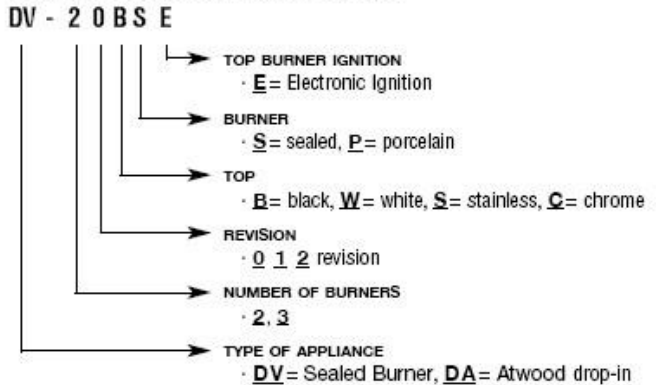 DV - 2 0 B S E
TOP BURNER IGNITION
· E= Electronic Ignition
BURNER
· S= sealed, P= porcelain
TOP
· B= black, W= white, S= stainless, C= chrome
REVISION
· 0 1 2 revision
NUMBER OF BURNERS
· 2, 3
TYPE OF APPLIANCE
· DV= Sealed Burner, DA= Atwood drop-in